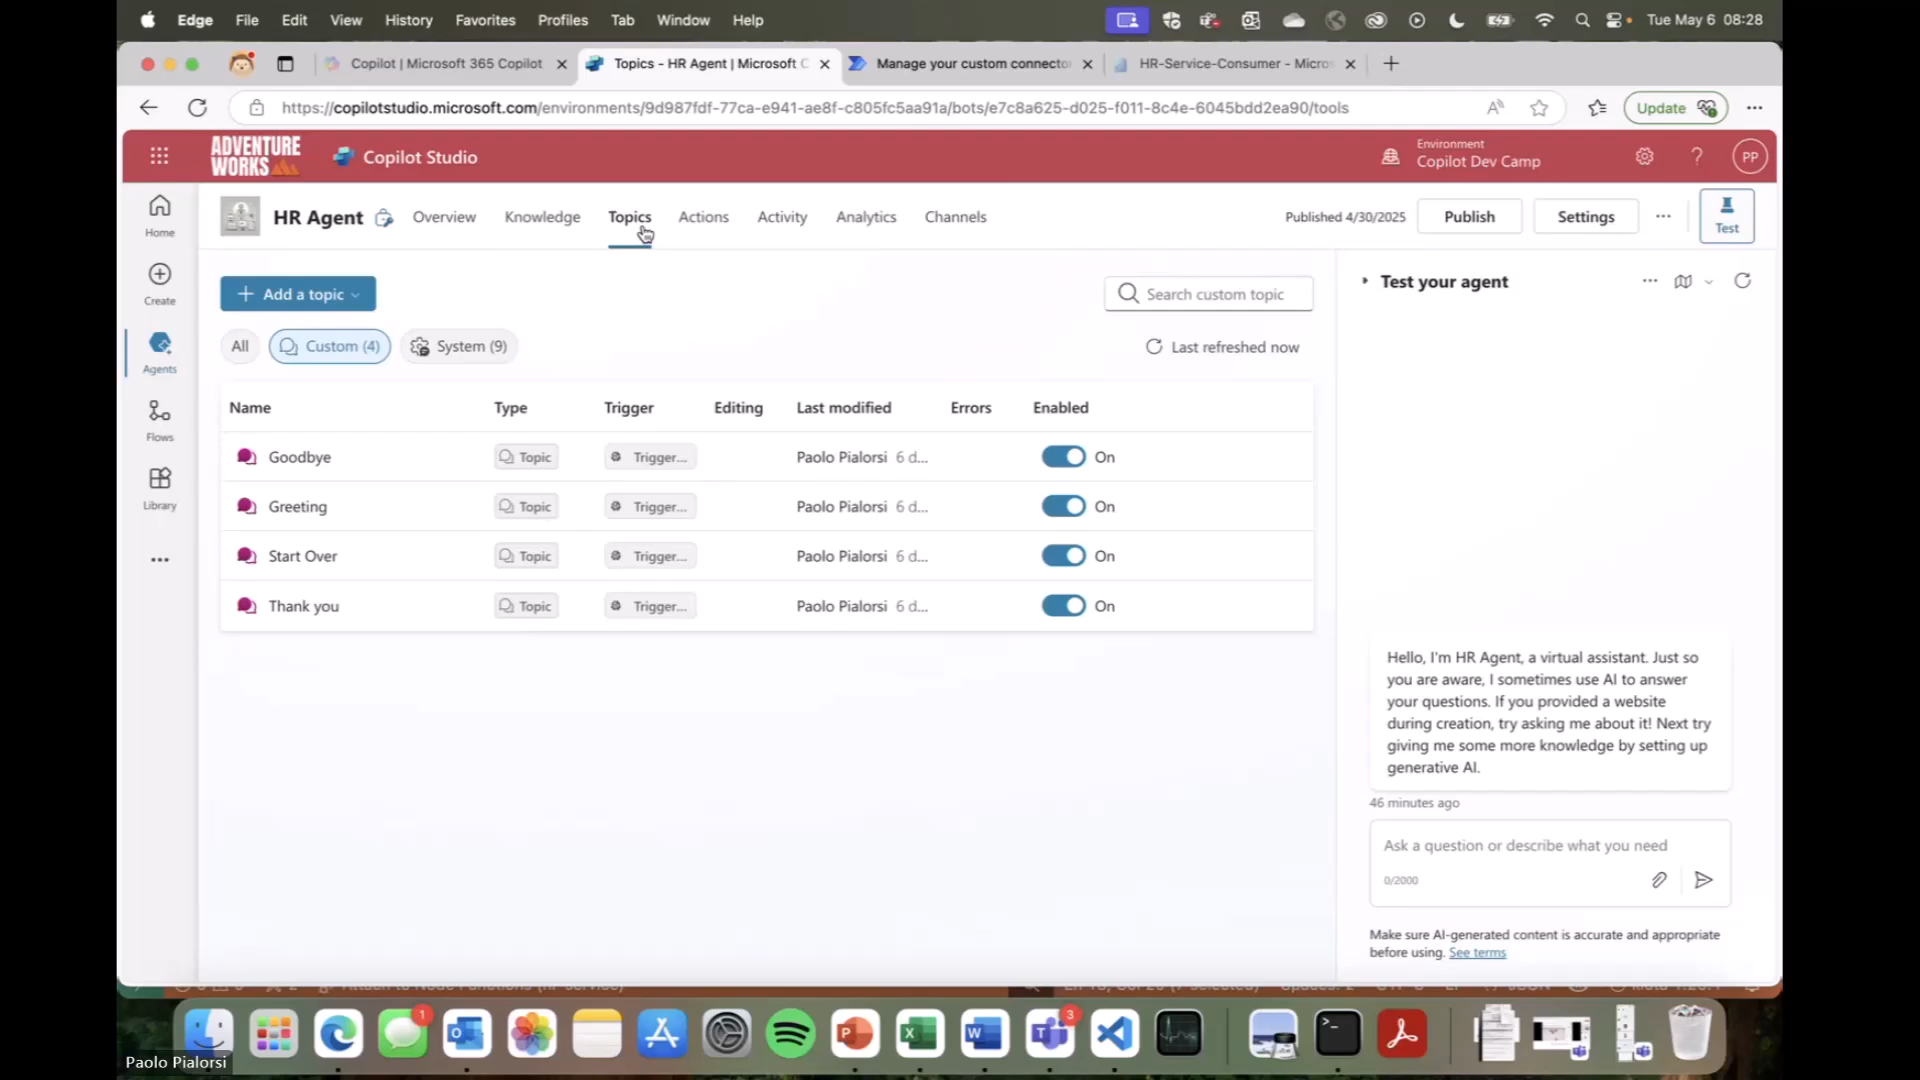 Edge File Edit View History Favorites Profiles Tab Window Help
Tue May 6 08:28
Copilot | Microsoft 365 Copilot
Topics - HR Agent | Microsoft C
Manage your custom connector
HR-Service-Consumer - Micros
https://copilotstudio.microsoft.com/environments/9d987fdf-77ca-e941-ae8f-c805fc5aa91a/bots/e7c8a625-d025-f011-8c4e-6045bdd2ea90/tools
Update
ADVENTURE
WORKS
Copilot Studio
Environment
Copilot Dev Camp
PP
Home
Create
Agents
Flows
Library
HR Agent
Overview Knowledge Topics Actions Activity Analytics Channels
Published 4/30/2025
Publish
Settings
Test
Add a topic
Search custom topic
All
Custom (4)
System (9)
Last refreshed now
Name Type Trigger Editing Last modified Errors Enabled
Goodbye Topic Trigger... Paolo Pialorsi 6 d... On
Greeting Topic Trigger... Paolo Pialorsi 6 d... On
Start Over Topic Trigger... Paolo Pialorsi 6 d... On
Thank you Topic Trigger... Paolo Pialorsi 6 d... On
Test your agent
Hello, I'm HR Agent, a virtual assistant. Just so
you are aware, I sometimes use AI to answer
your questions. If you provided a website
during creation, try asking me about it! Next try
giving me some more knowledge by setting up
generative AI.
46 minutes ago
Ask a question or describe what you need
0/2000
Make sure AI-generated content is accurate and appropriate
before using. See terms
1
3
Paolo Pialorsi